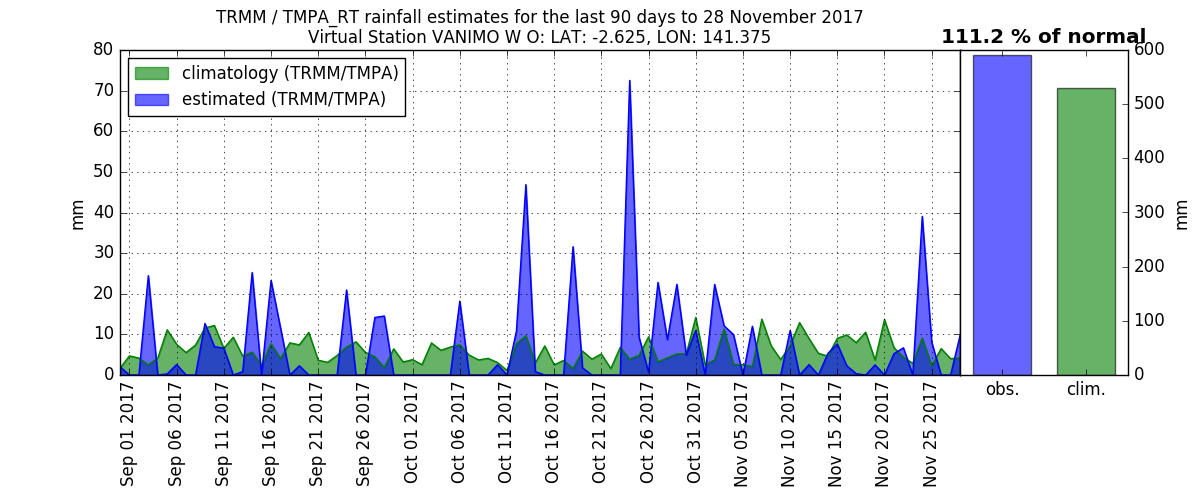 TRMM / TMPA_RT rainfall estimates for the last 90 days to 28 November 2017
Virtual Station VANIMO W O: LAT: -2.625, LON: 141.375
111.2 % of normal
climatology (TRMM/TMPA)
estimated (TRMM/TMPA)
80
70
60
50
40
30
20
10
0
mm
Sep 01 2017
Sep 06 2017
Sep 11 2017
Sep 16 2017
Sep 21 2017
Sep 26 2017
Oct 01 2017
Oct 06 2017
Oct 11 2017
Oct 16 2017
Oct 21 2017
Oct 26 2017
Oct 31 2017
Nov 05 2017
Nov 10 2017
Nov 15 2017
Nov 20 2017
Nov 25 2017
600
500
400
300
200
100
0
mm
obs.
clim.